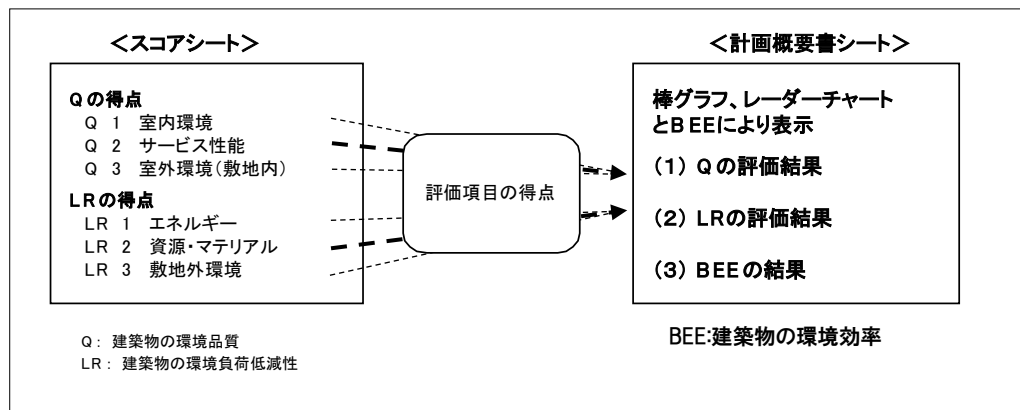 ＜スコアシート＞
Qの得点
Q 1 室内環境
Q 2 サービス性能
Q 3 室外環境(敷地内)
LRの得点
LR 1 エネルギー
LR 2 資源・マテリアル
LR 3 敷地外環境
Q： 建築物の環境品質
LR： 建築物の環境負荷低減性
評価項目の得点
＜計画概要書シート＞
棒グラフ、レーダーチャート
とBEEにより表示
(1) Qの評価結果
(2) LRの評価結果
(3) BEEの結果
BEE:建築物の環境効率